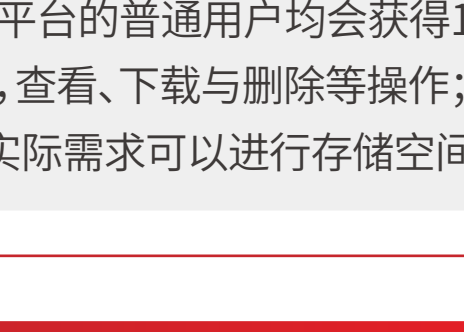 平台的普通用户均会获得1
,查看、下载与删除等操作;
实际需求可以进行存储空间